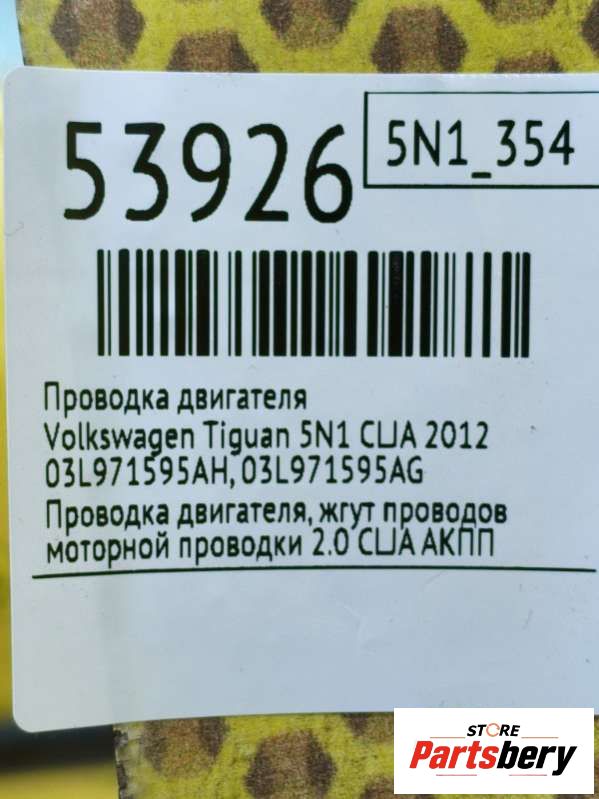 53926
5N1_354
Проводка двигателя
Volkswagen Tiguan 5N1 CLJA 2012
03L971595AH, 03L971595AG
Проводка двигателя, жгут проводов
моторной проводки 2.0 CLJA АКПП
STORE
Partsbery